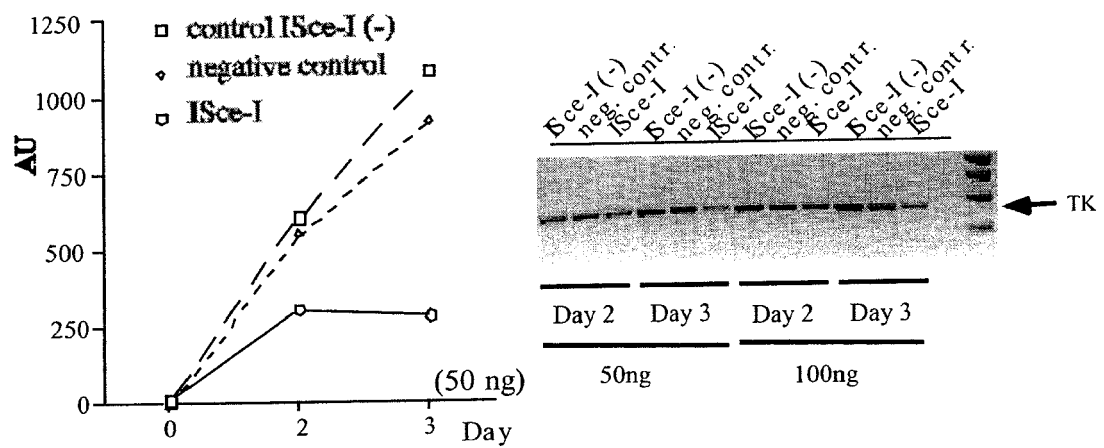 1250
1000
750
500
250
0
AU
control ISce-I (-)
negative control
ISce-I
(50 ng)
0
2
3
Day
ISce-I (-)
neg. contr.
ISce-I
ISce-I (-)
neg. contr.
ISce-I
ISce-I (-)
neg. contr.
ISce-I
ISce-I (-)
neg. contr.
ISce-I
TK
Day 2
Day 3
Day 2
Day 3
50ng
100ng